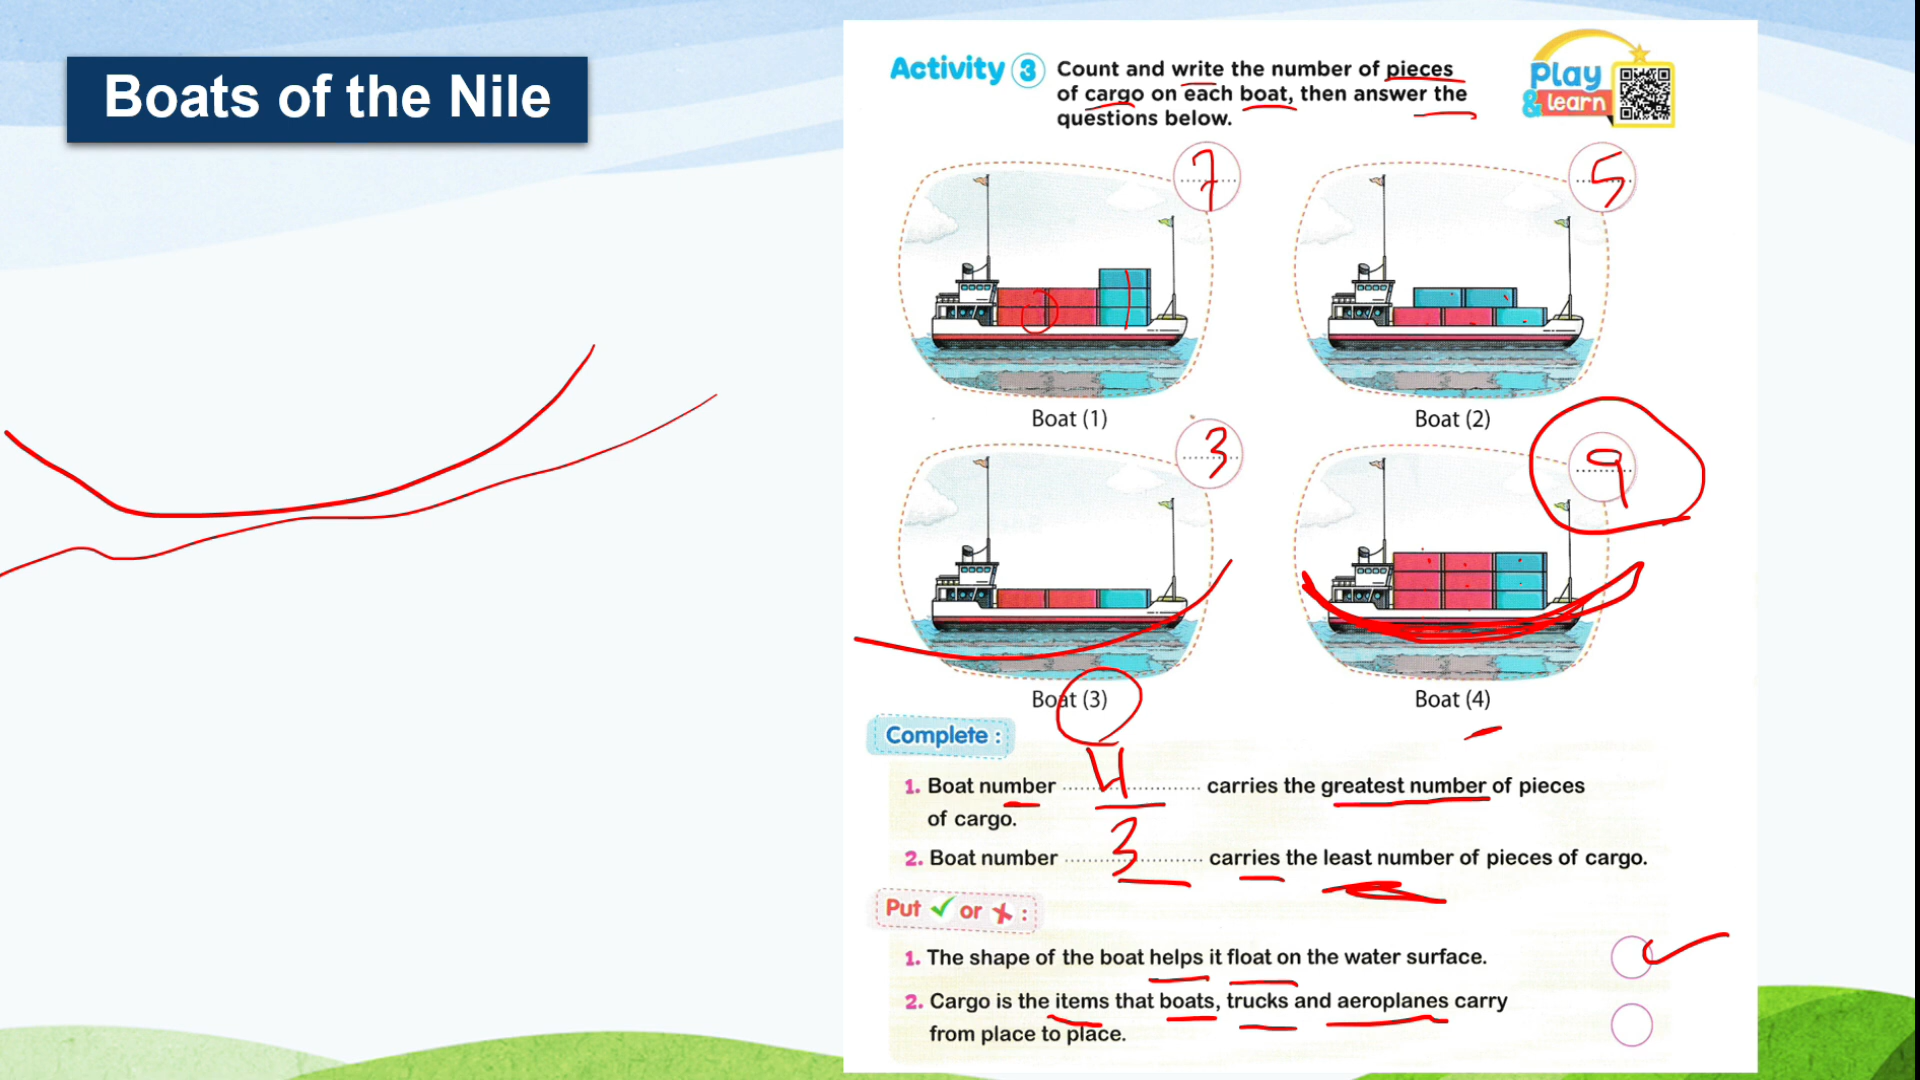 Boats of the Nile
Activity 3 Count and write the number of pieces
of cargo on each boat, then answer the
questions below.
Play
& learn
7
5
Boat (1)
Boat (2)
3
9
Boat (3)
Boat (4)
Complete :
1. Boat number 4 carries the greatest number of pieces
of cargo.
2. Boat number 3 carries the least number of pieces of cargo.
Put ✓ or ✗ :
1. The shape of the boat helps it float on the water surface. ✓
2. Cargo is the items that boats, trucks and aeroplanes carry
from place to place.